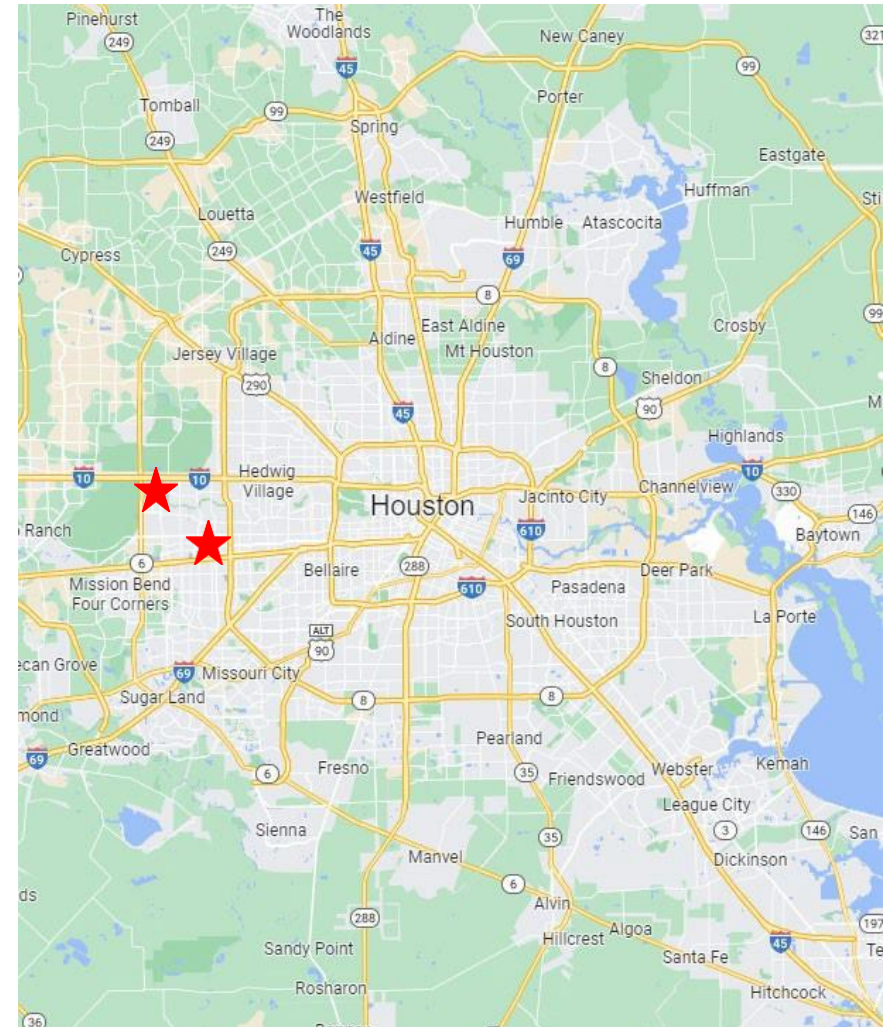 Pinehurst
The
Woodlands
249
45
New Caney
321
99
Porter
Tomball
99
Spring
249
Eastgate
Huffman
Westfield
Sti
Louetta
Humble
Atascocita
249
45
69
Cypress
8
Crosby
99
East Aldine
Aldine
Mt Houston
Jersey Village
8
Sheldon
290
90
45
M
Highlands
Hedwig
Village
10
10
10
Channelview
330
Jacinto City
Houston
146
610
Baytown
Ranch
6
288
Bellaire
Deer Park
Mission Bend
610
Pasadena
Four Corners
La Porte
South Houston
ALT
90
ecan Grove
69
Missouri City
Sugar Land
8
8
mond
Pearland
Greatwood
69
Kemah
Fresno
Webster
6
35
Friendswood
League City
Sienna
3
146
San
35
Manvel
Dickinson
6
ds
Alvin
288
197
Algoa
Hillcrest
45
Sandy Point
Santa Fe
Te
Rosharon
Hitchcock
36